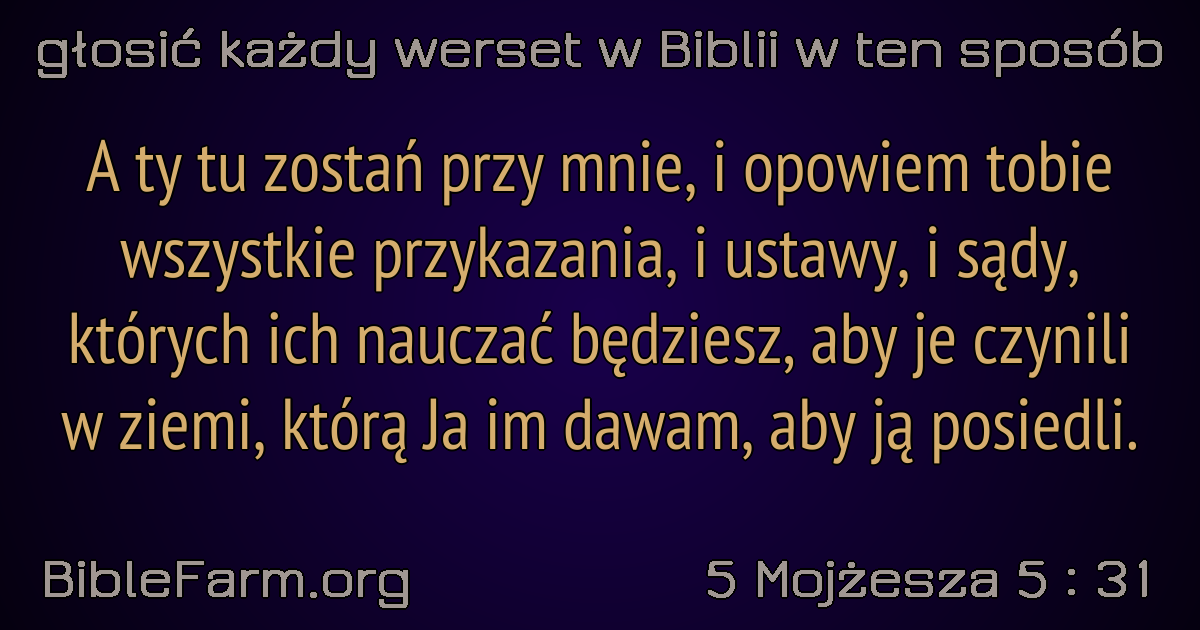 głosić każdy werset w Biblii w ten sposób
A ty tu zostań przy mnie, i opowiem tobie
wszystkie przykazania, i ustawy, i sądy,
których ich nauczać będziesz, aby je czynili
w ziemi, którą Ja im dawam, aby ją posiedli.
BibleFarm.org
5 Mojżesza 5 : 31